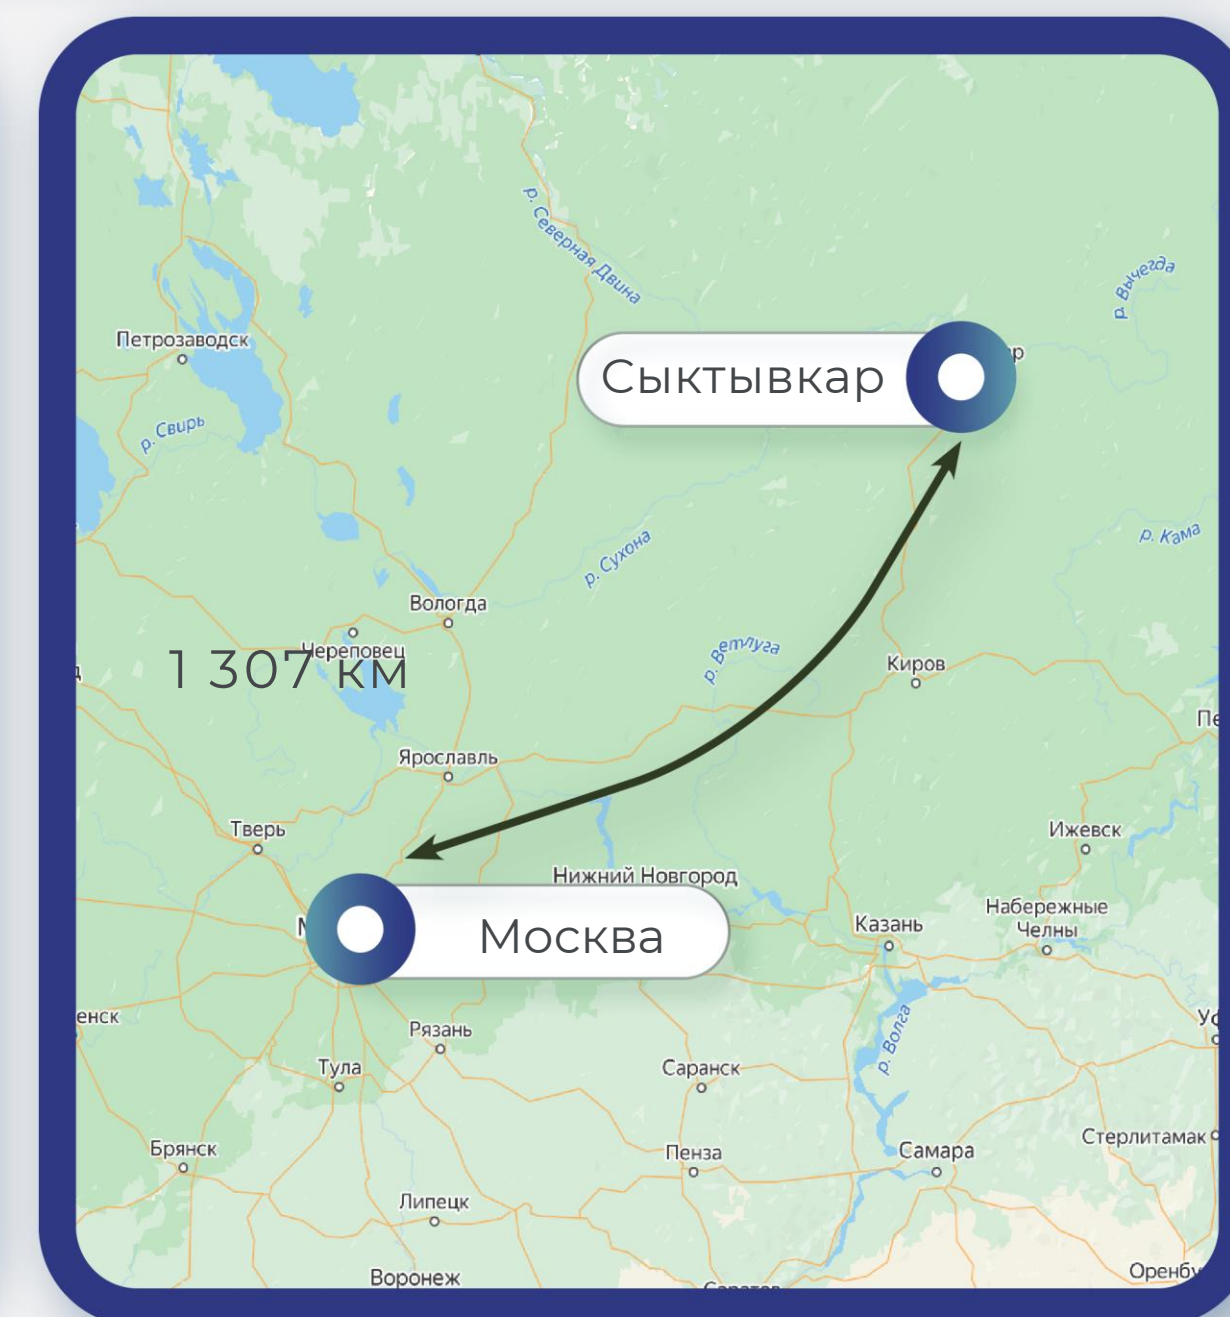 р. Северная Двина
р. Вычегда
Петрозаводск
Сыктывкар
р. Свирь
р. Сухона
р. Кама
Вологда
Череповец
1 307 км
р. Ветлуга
Киров
Ярославль
Тверь
Ижевск
Нижний Новгород
Набережные
Челны
Казань
Москва
Рязань
р. Волга
Тула
Саранск
Стерлитамак
Брянск
Пенза
Самара
Липецк
Воронеж